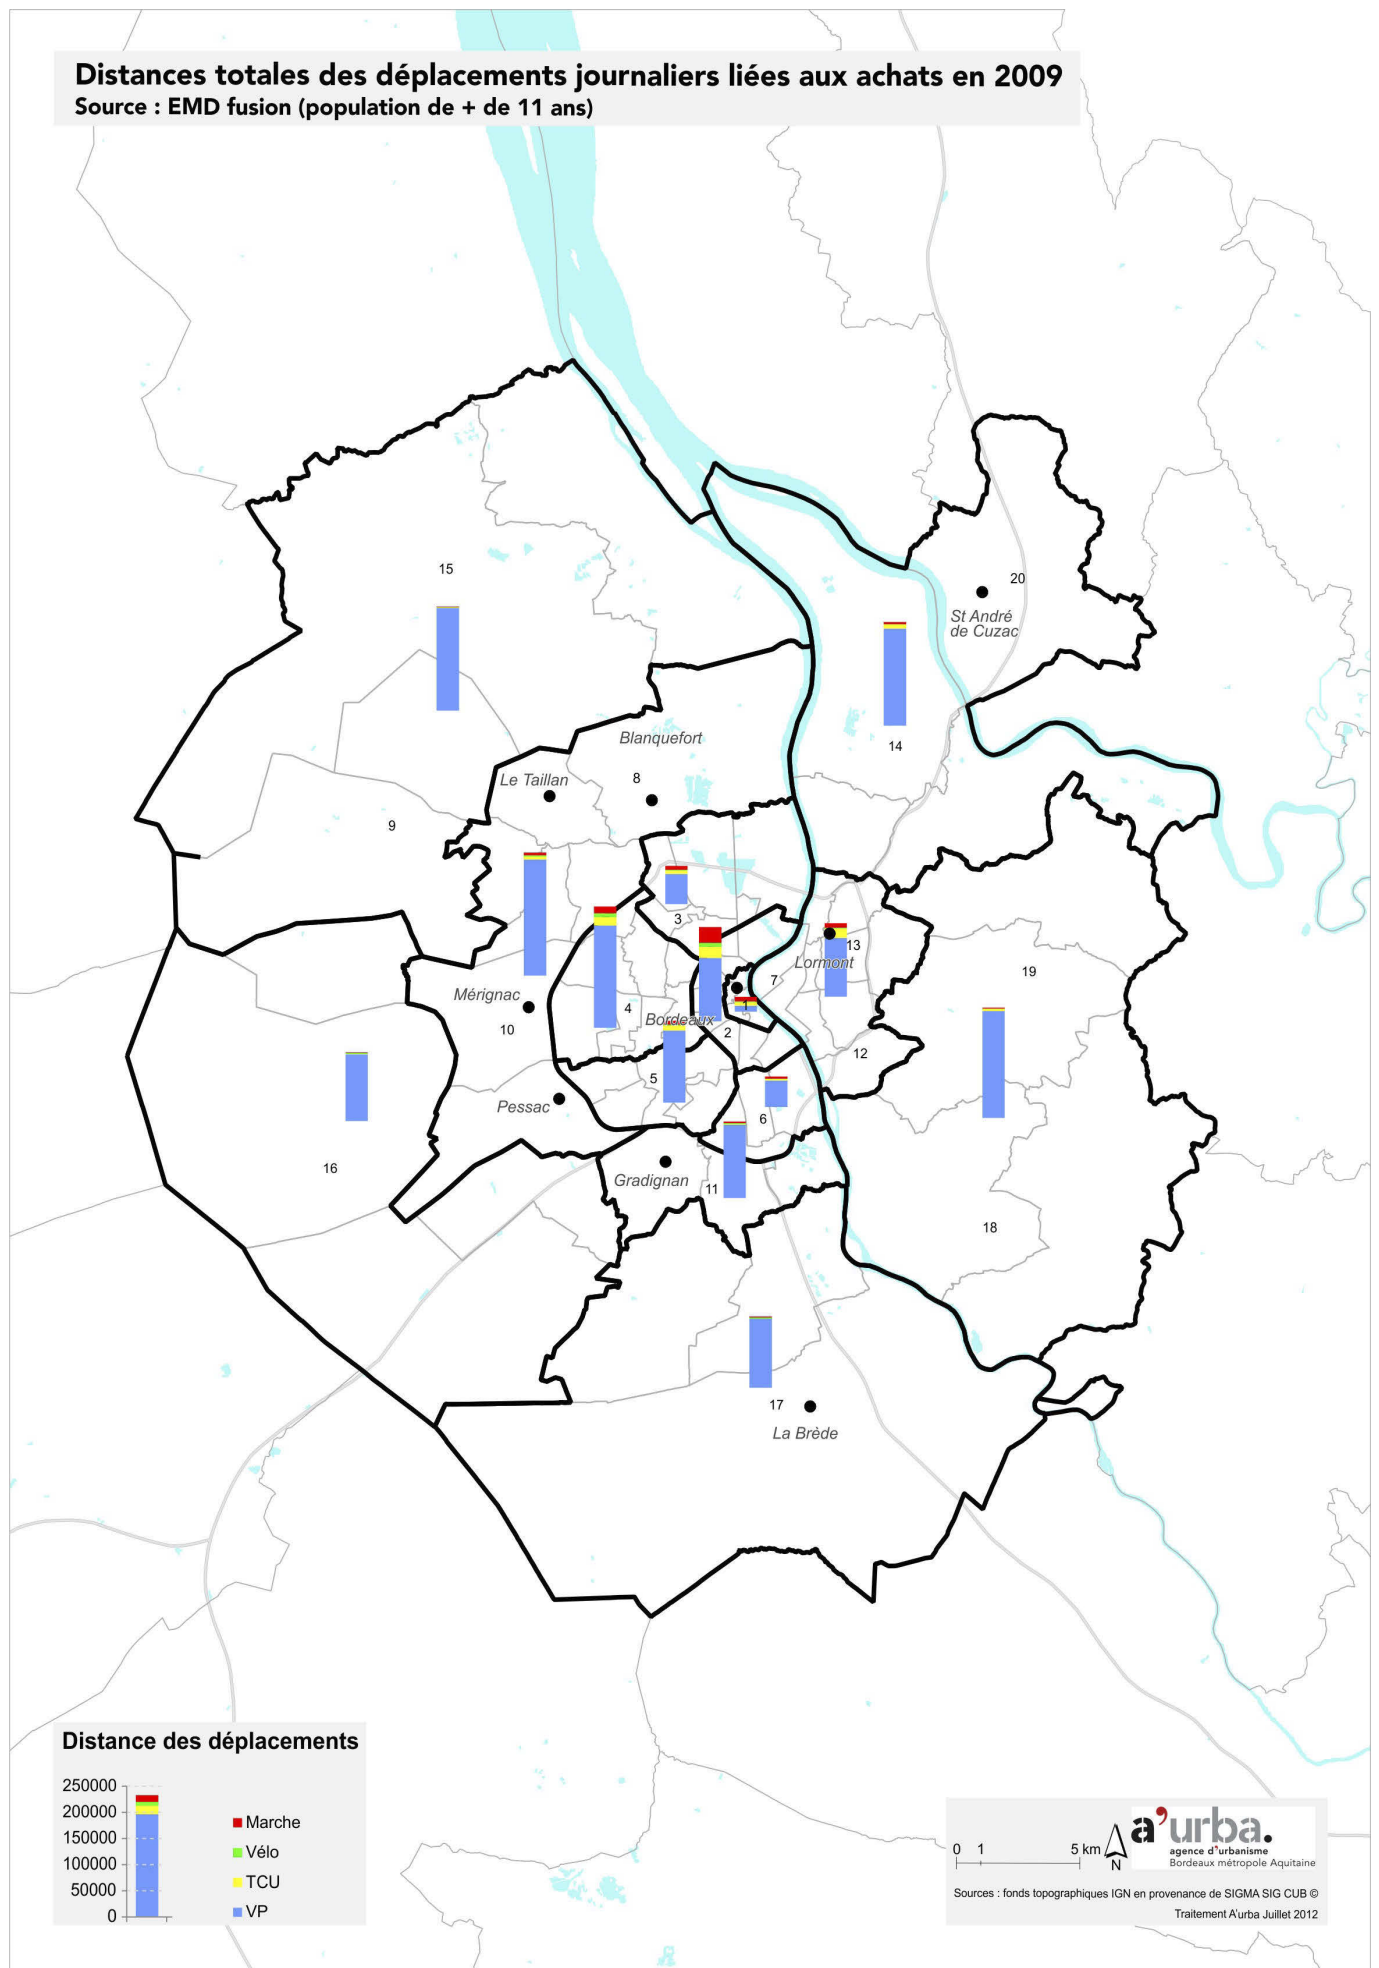 Distances totales des déplacements journaliers liées aux achats en 2009
Source : EMD fusion (population de + de 11 ans)
15
20
St André
de Cuzac
14
Blanquefort
8
Le Taillan
9
3
13
Lormont
7
19
Mérignac
10
4
1
Bordeaux
2
12
5
Pessac
6
16
Gradignan
11
18
17
La Brède
Distance des déplacements
250000
200000
150000
100000
50000
0
Marche
Vélo
TCU
VP
0 1 5 km
N
a'urba.
agence d'urbanisme
Bordeaux métropole Aquitaine
Sources : fonds topographiques IGN en provenance de SIGMA SIG CUB ©
Traitement A'urba Juillet 2012